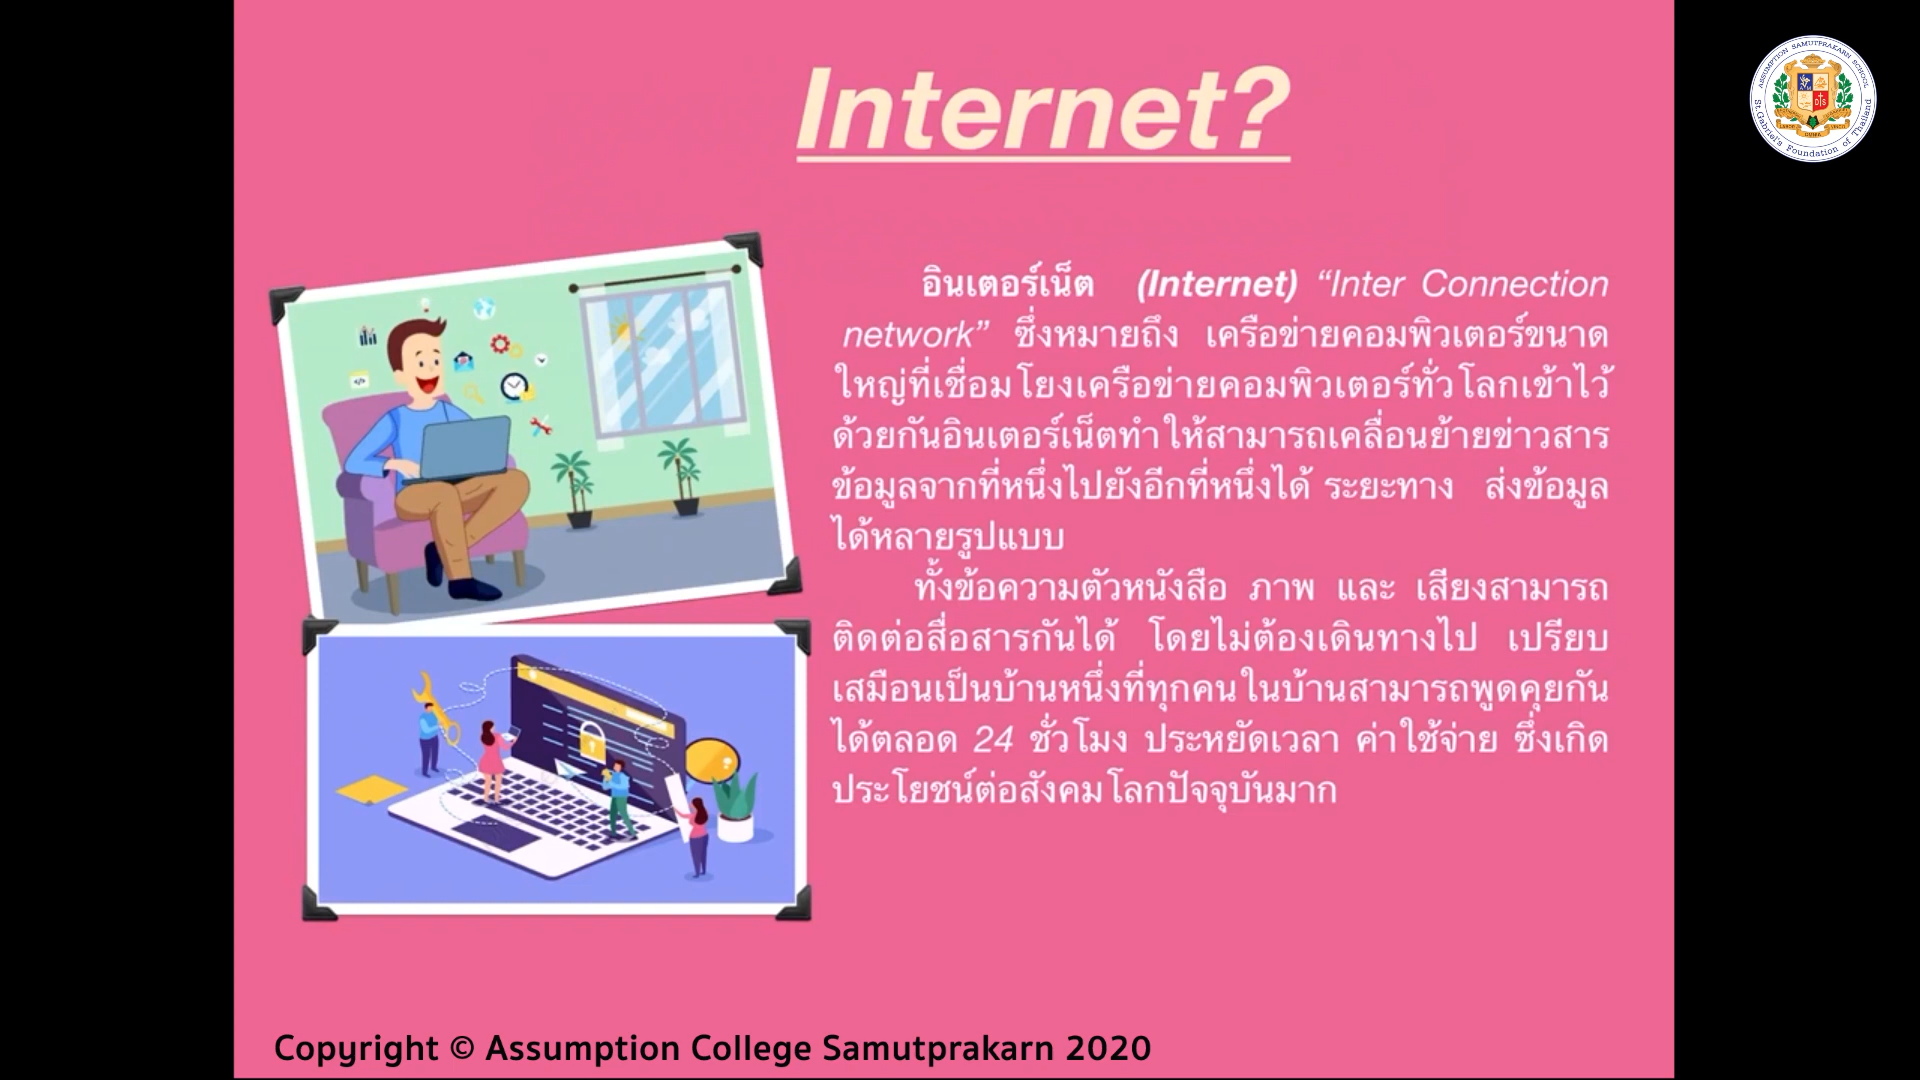 Internet?
อินเตอร์เน็ต (Internet) “Inter Connection
network” ซึ่งหมายถึง เครือข่ายคอมพิวเตอร์ขนาด
ใหญ่ที่เชื่อมโยงเครือข่ายคอมพิวเตอร์ทั่วโลกเข้าไว้
ด้วยกันอินเตอร์เน็ตทำให้สามารถเคลื่อนย้ายข่าวสาร
ข้อมูลจากที่หนึ่งไปยังอีกที่หนึ่งได้ ระยะทาง ส่งข้อมูล
ได้หลายรูปแบบ
ทั้งข้อความตัวหนังสือ ภาพ และ เสียงสามารถ
ติดต่อสื่อสารกันได้ โดยไม่ต้องเดินทางไป เปรียบ
เสมือนเป็นบ้านหนึ่งที่ทุกคนในบ้านสามารถพูดคุยกัน
ได้ตลอด 24 ชั่วโมง ประหยัดเวลา ค่าใช้จ่าย ซึ่งเกิด
ประโยชน์ต่อสังคมโลกปัจจุบันมาก
Copyright © Assumption College Samutprakarn 2020
ASSUMPTION SAMUTPRAKARN SCHOOL
St.Gabriel's Foundation of Thailand
LABOR OMNIA VINCIT